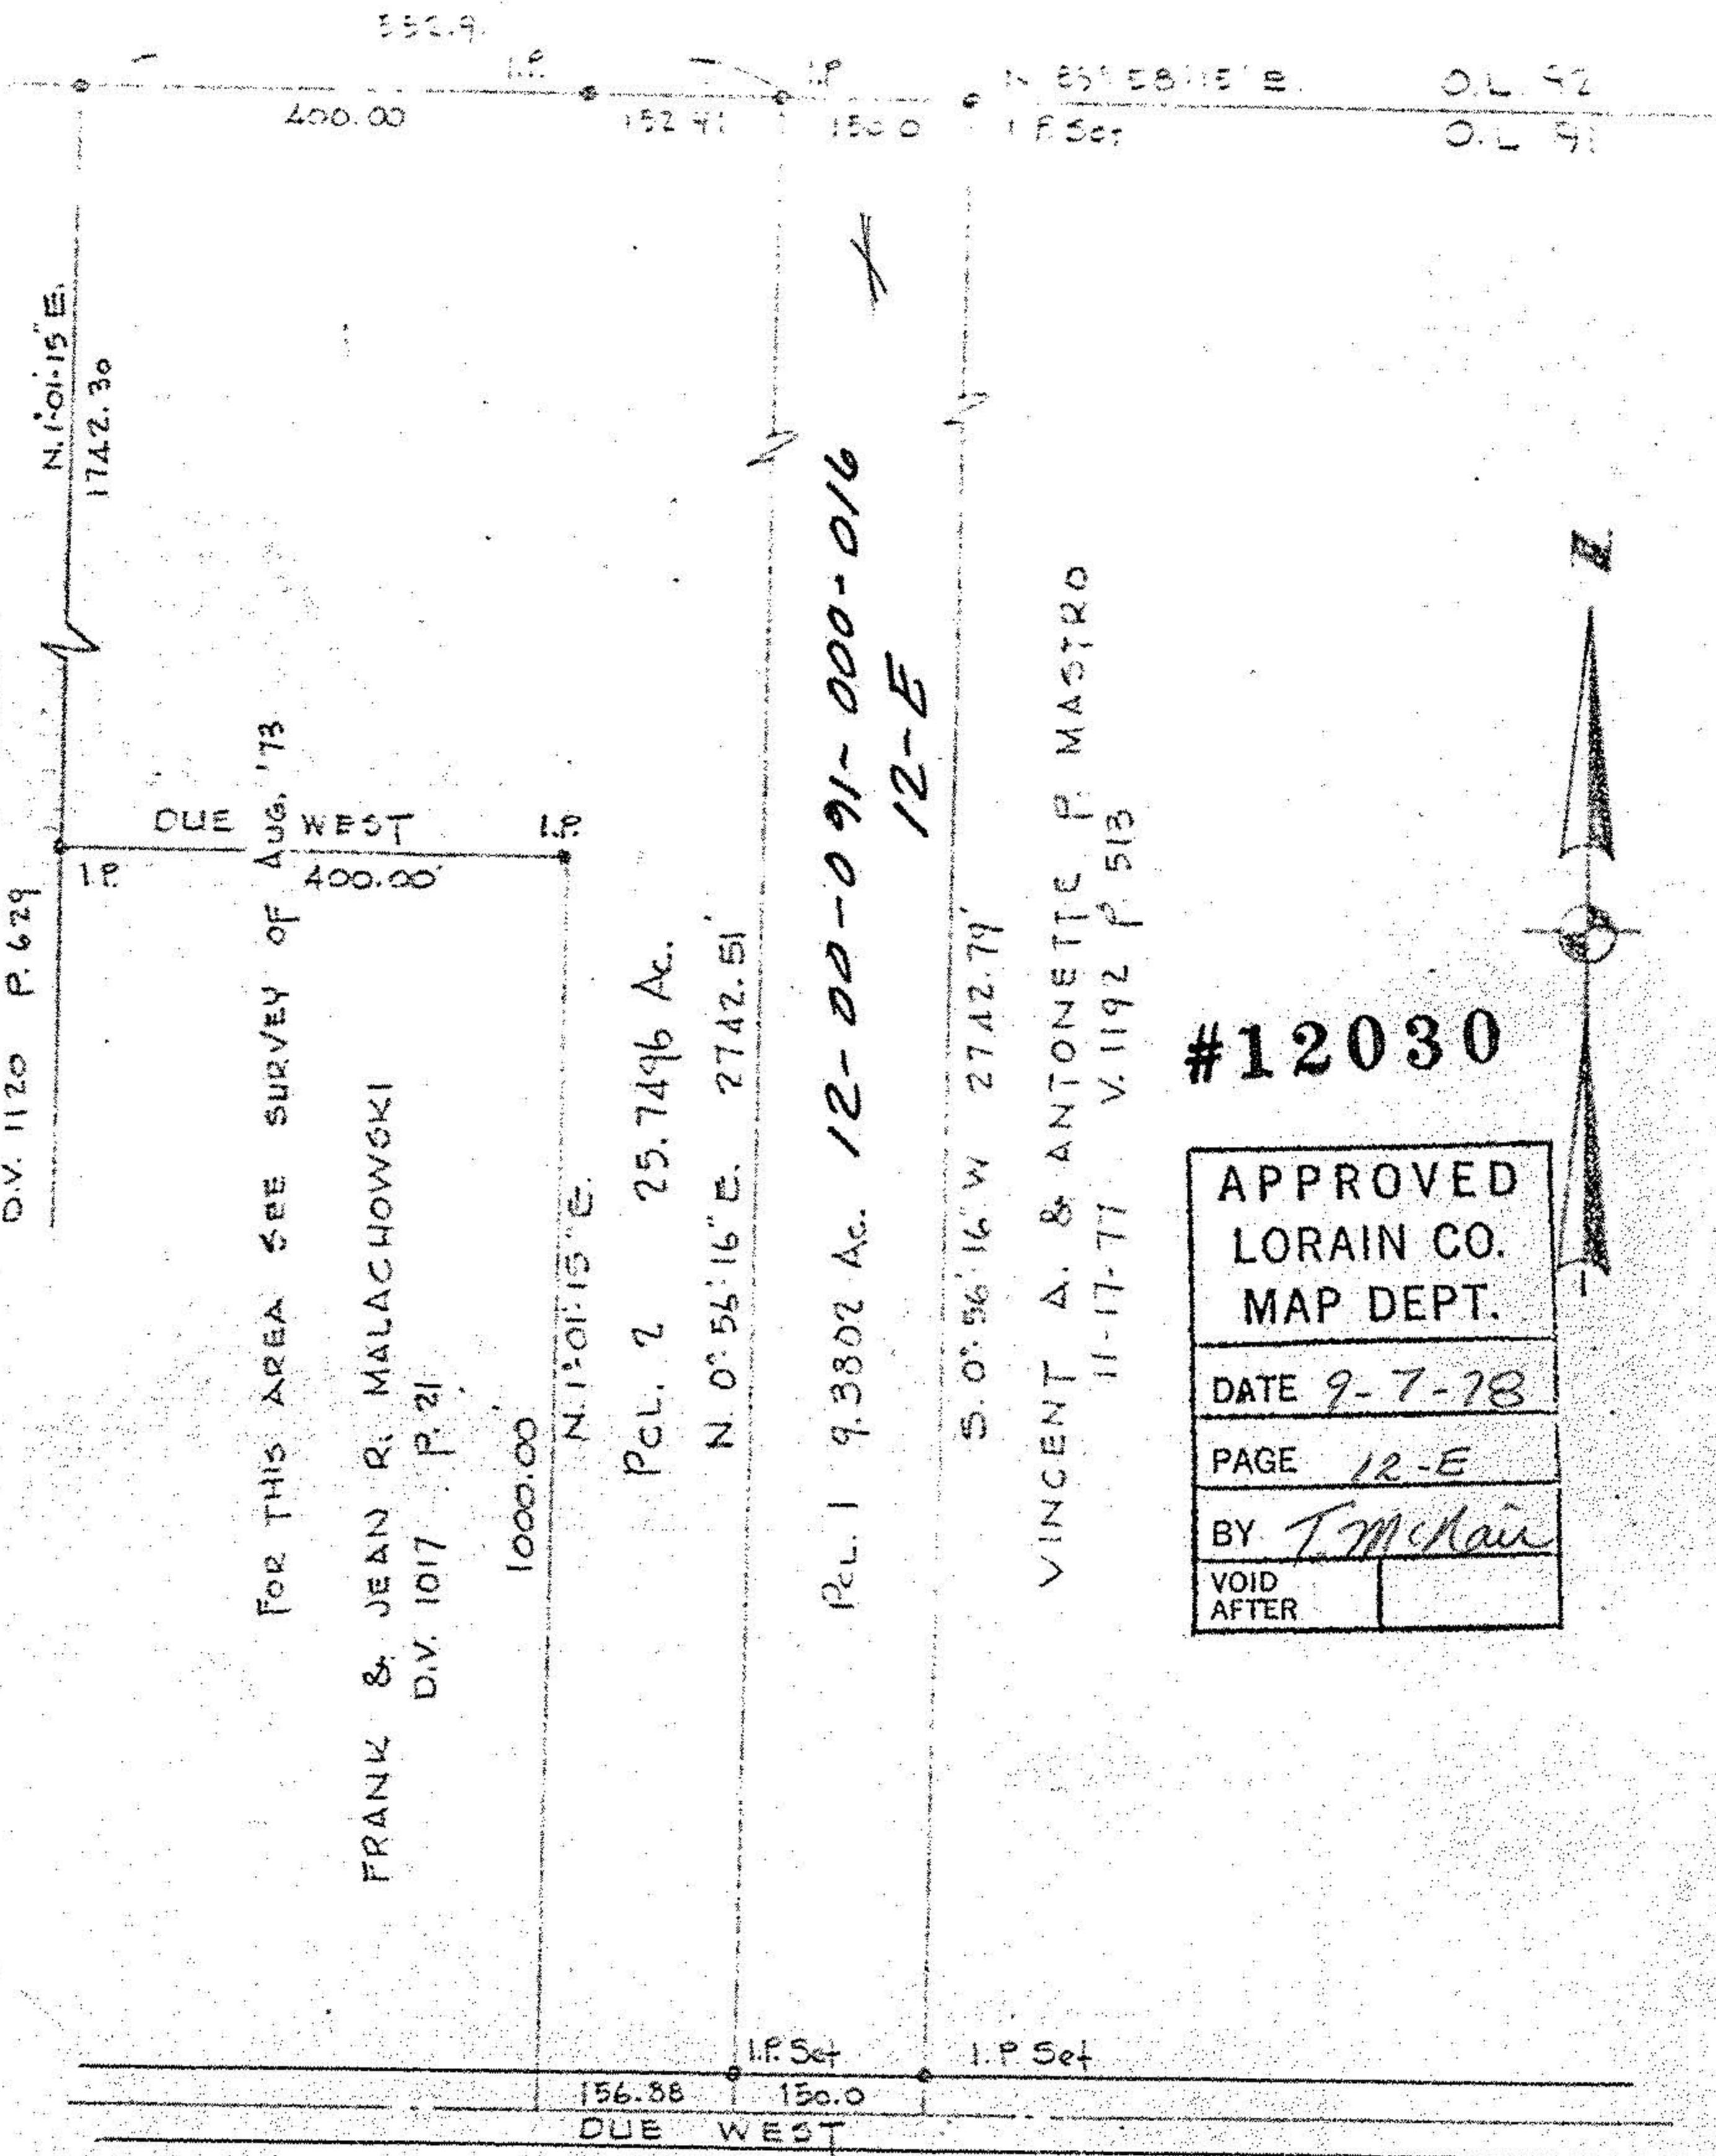 552.9
I.P.
I.P.
O.L. 92
400.00
152.41
150.0
I.P. Set
O.L. 91
N. 1°01'15" E.
1742.30
D.V. 1120 P. 629
DUE WEST
I.P.
I.P.
400.00'
FOR THIS AREA SEE SURVEY OF AUG. '73
FRANK & JEAN R. MALACHOWSKI
D.V. 1017 P. 21
1000.00'
N. 1°01'15" E.
PCL. 2 25.7496 Ac.
N. 0°56'16" E. 2742.51'
PCL. 1 9.3802 Ac. 12-00-091-000-016
12-E
S. 0°56'16" W 2742.79'
VINCENT A. & ANTONETTE P. MASTRO
11-17-77 V. 1192 P. 513
N
#12030
APPROVED
LORAIN CO.
MAP DEPT.
DATE 9-7-78
PAGE 12-E
BY T. McNair
VOID
AFTER
I.P. Set
I.P. Set
156.88
150.0
DUE WEST